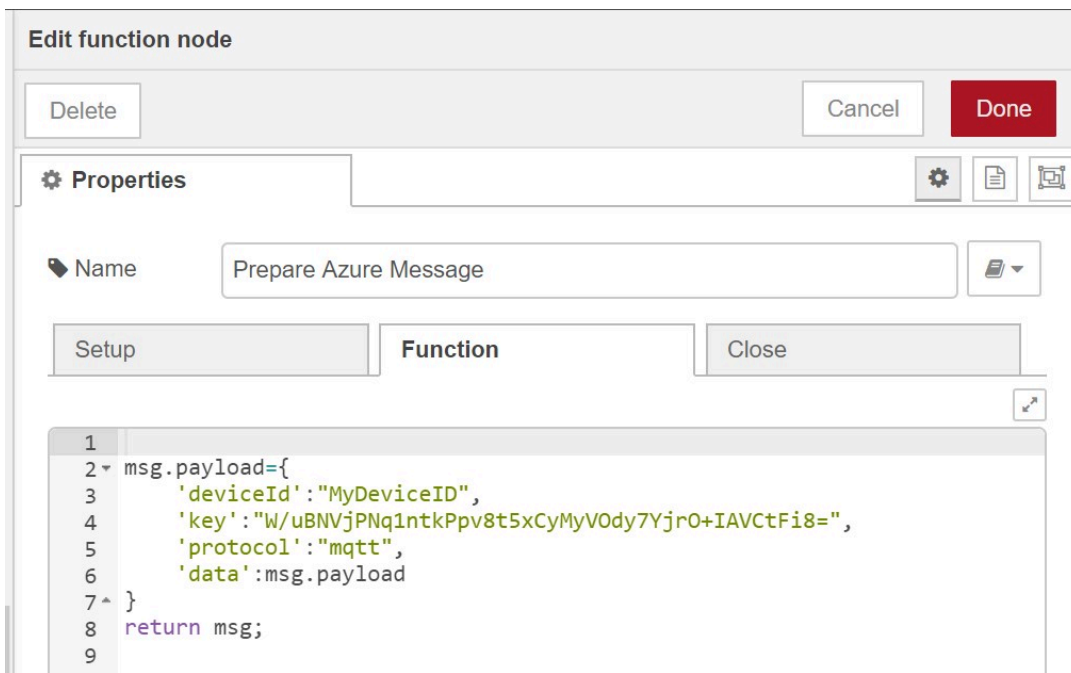 Edit function node
Delete Cancel Done
Properties
Name Prepare Azure Message
Setup Function Close
1
2 msg.payload={
3 'deviceId':"MyDeviceID",
4 'key':"W/uBNVjPNq1ntkPpv8t5xCyMyVOdy7YjrO+IAVCtFi8=",
5 'protocol':"mqtt",
6 'data':msg.payload
7 }
8 return msg;
9